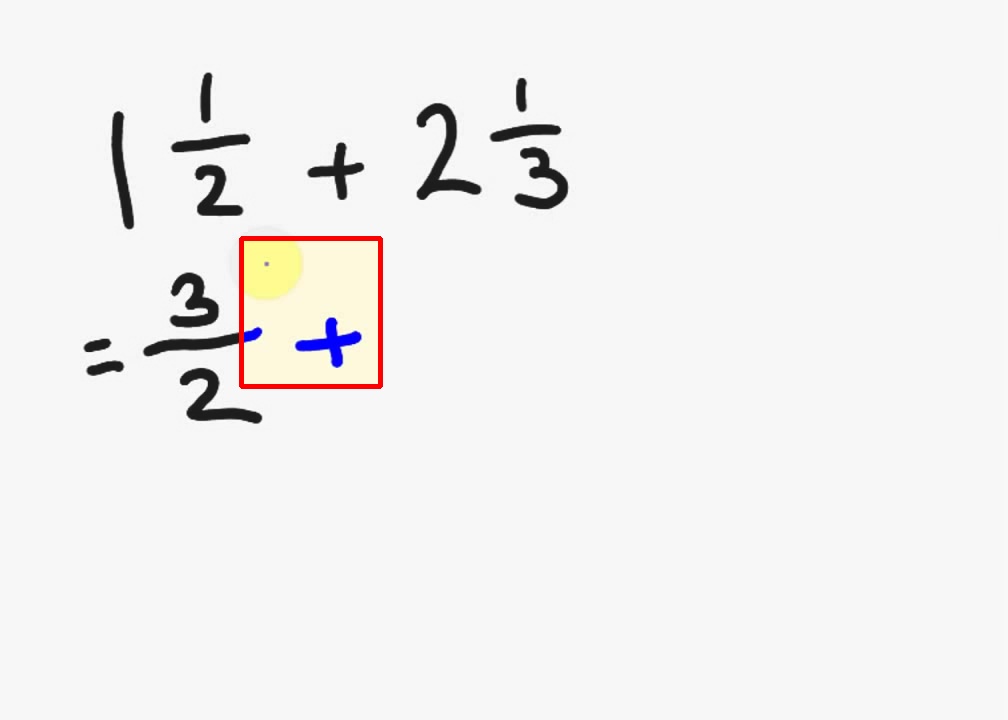 1 1/2 + 2 1/3
= 3/2 +